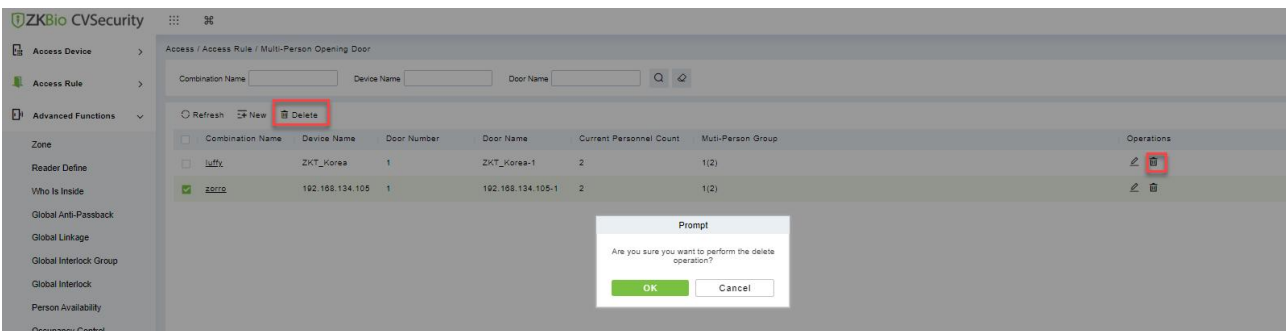 ZKBio CVSecurity
Access Device
Access Rule
Advanced Functions
Zone
Reader Define
Who Is Inside
Global Anti-Passback
Global Linkage
Global Interlock Group
Global Interlock
Person Availability
Occupancy Control
Access / Access Rule / Multi-Person Opening Door
Combination Name Device Name Door Name
Refresh New Delete
Combination Name Device Name Door Number Door Name Current Personnel Count Muti-Person Group Operations
luffy ZKT_Korea 1 ZKT_Korea-1 2 1(2)
zorro 192.168.134.105 1 192.168.134.105-1 2 1(2)
Prompt
Are you sure you want to perform the delete
operation?
OK Cancel